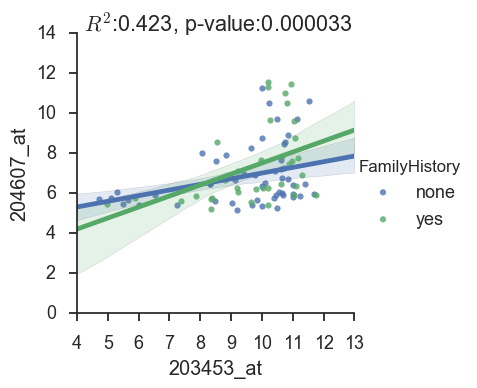 R²:0.423, p-value:0.000033
14
12
10
8
6
4
2
0
204607_at
4 5 6 7 8 9 10 11 12 13
203453_at
FamilyHistory
none
yes